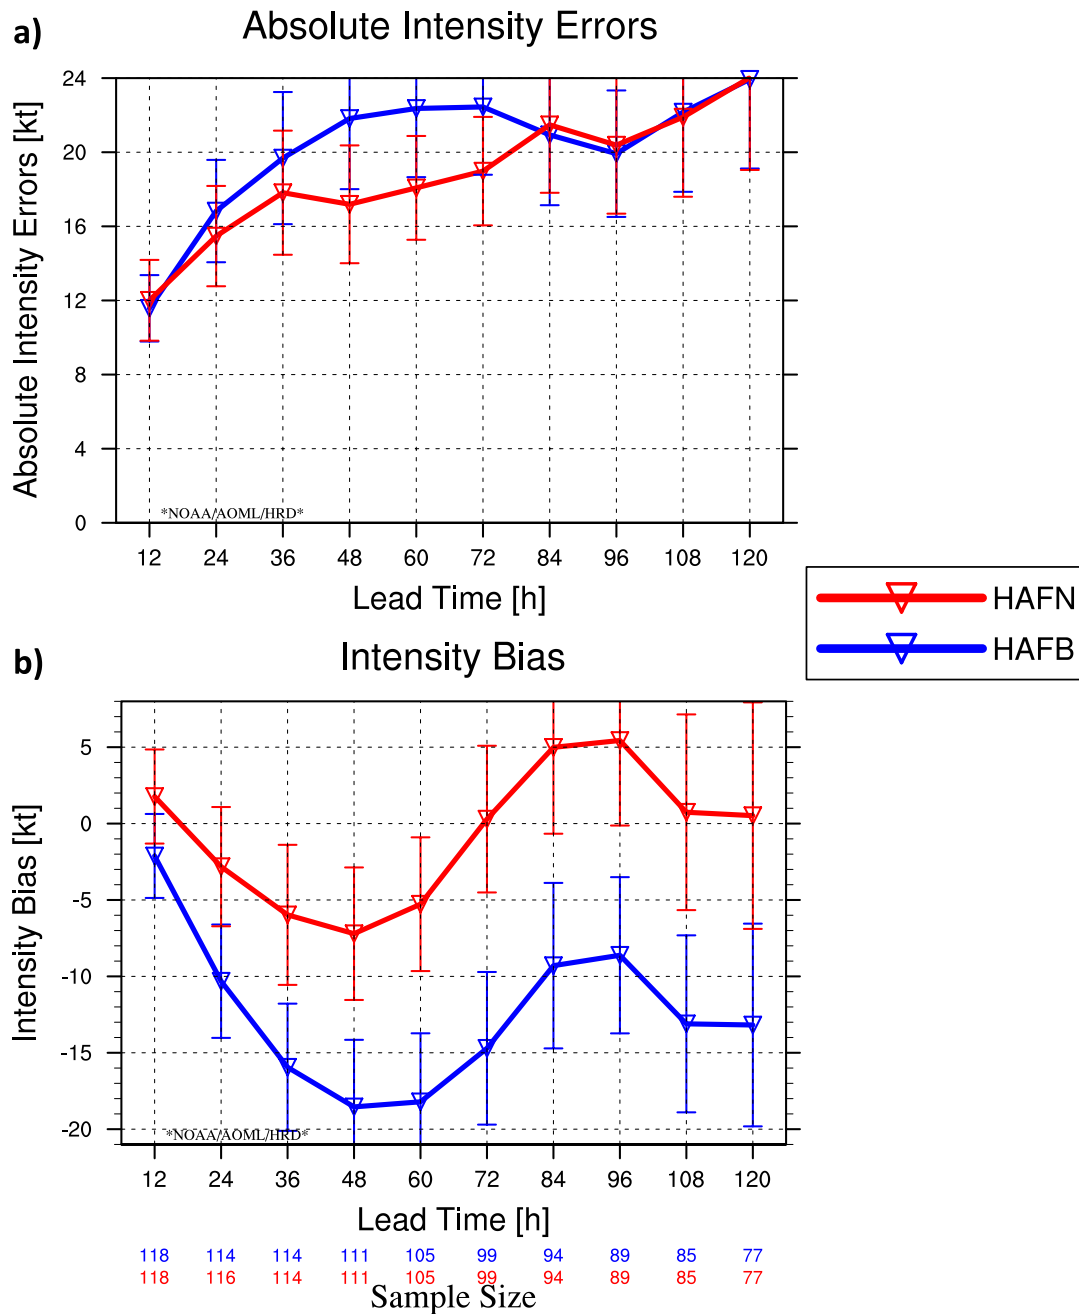 a)
Absolute Intensity Errors
Absolute Intensity Errors [kt]
24
20
16
12
8
4
0
*NOAA/AOML/HRD*
12 24 36 48 60 72 84 96 108 120
Lead Time [h]
HAFN
HAFB
b)
Intensity Bias
Intensity Bias [kt]
5
0
-5
-10
-15
-20
*NOAA/AOML/HRD*
12 24 36 48 60 72 84 96 108 120
Lead Time [h]
118 114 114 111 105 99 94 89 85 77
118 116 114 111 105 99 94 89 85 77
Sample Size